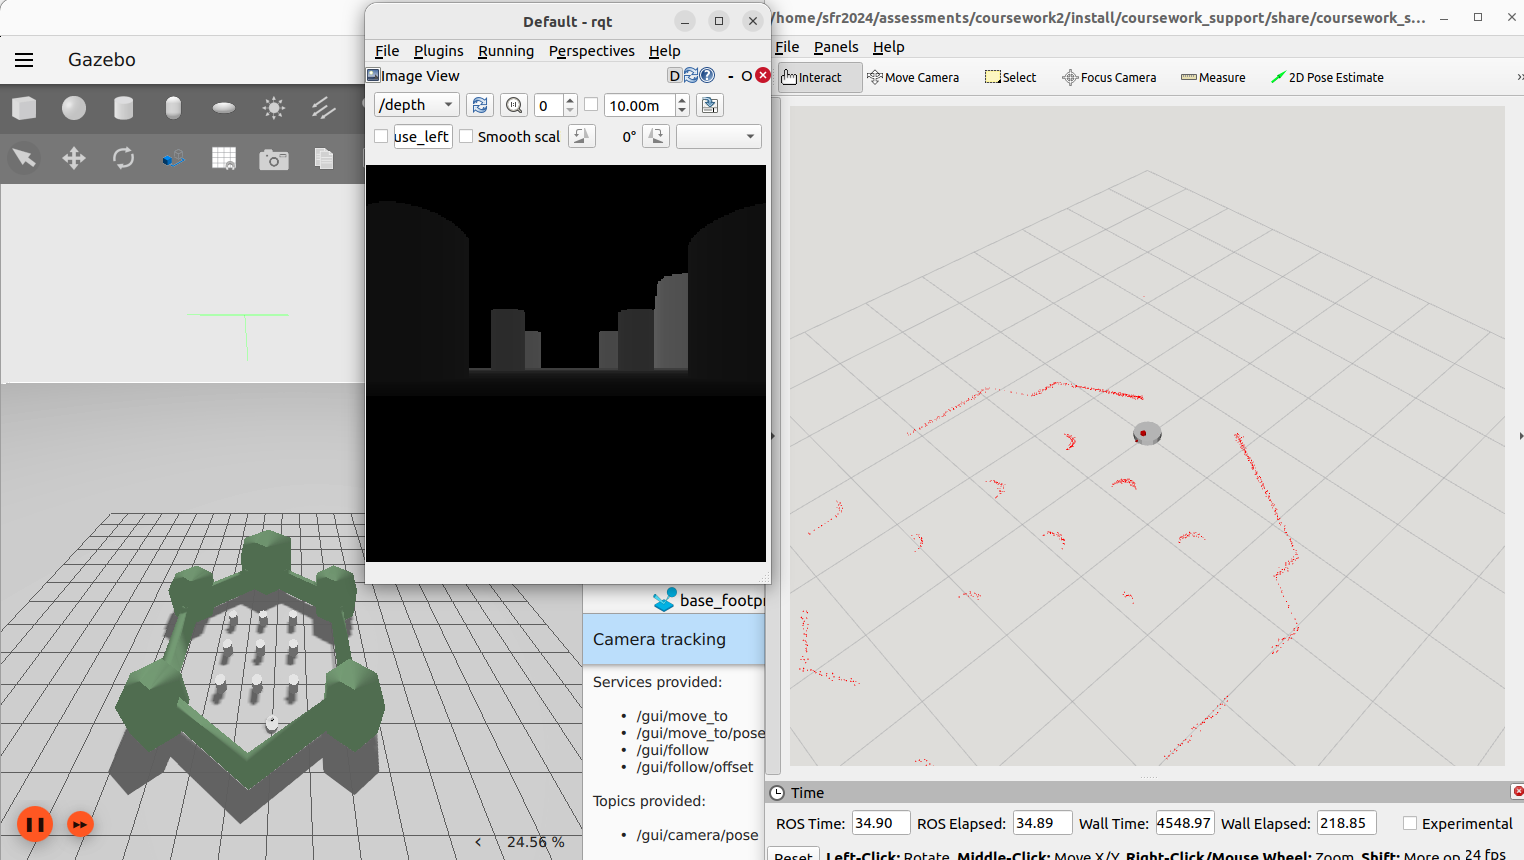 Default - rqt
/home/sfr2024/assessments/coursework2/install/coursework_support/share/coursework_s...
Gazebo
File Plugins Running Perspectives Help
File Panels Help
Image View
D - O
Interact Move Camera Select Focus Camera Measure 2D Pose Estimate »
/depth 0 10.00m
use_left Smooth scal 0°
base_footpr
Camera tracking
Services provided:
• /gui/move_to
• /gui/move_to/pose
• /gui/follow
• /gui/follow/offset
Topics provided:
• /gui/camera/pose
< 24.56 %
Time
ROS Time: 34.90 ROS Elapsed: 34.89 Wall Time: 4548.97 Wall Elapsed: 218.85 Experimental
Reset Left-Click: Rotate. Middle-Click: Move X/Y. Right-Click/Mouse Wheel: Zoom. Shift: More op 24 fps